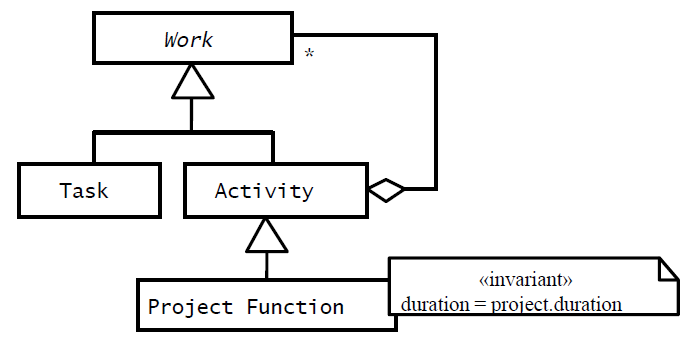 Work
*
Task
Activity
«invariant»
duration = project.duration
Project Function